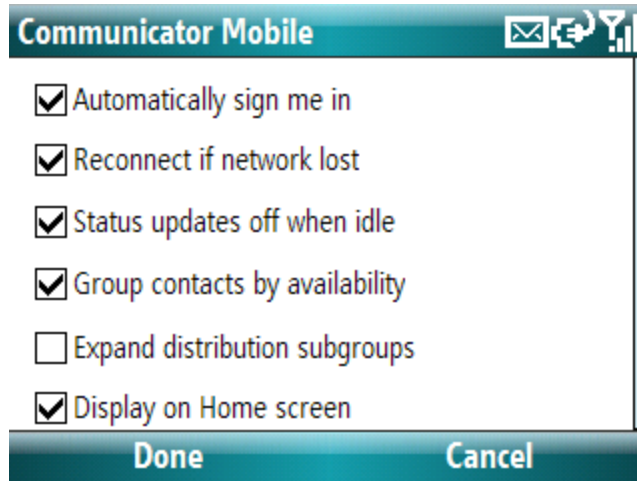 Communicator Mobile
Automatically sign me in
Reconnect if network lost
Status updates off when idle
Group contacts by availability
Expand distribution subgroups
Display on Home screen
Done Cancel